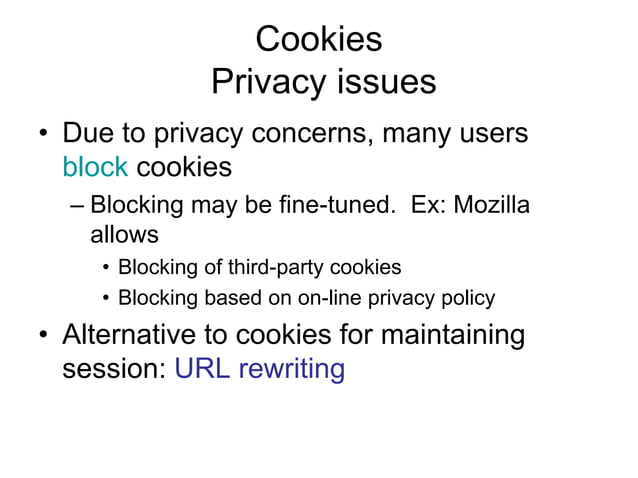 Cookies
Privacy issues
• Due to privacy concerns, many users
block cookies
– Blocking may be fine-tuned.  Ex: Mozilla
allows
• Blocking of third-party cookies
• Blocking based on on-line privacy policy
• Alternative to cookies for maintaining
session: URL rewriting